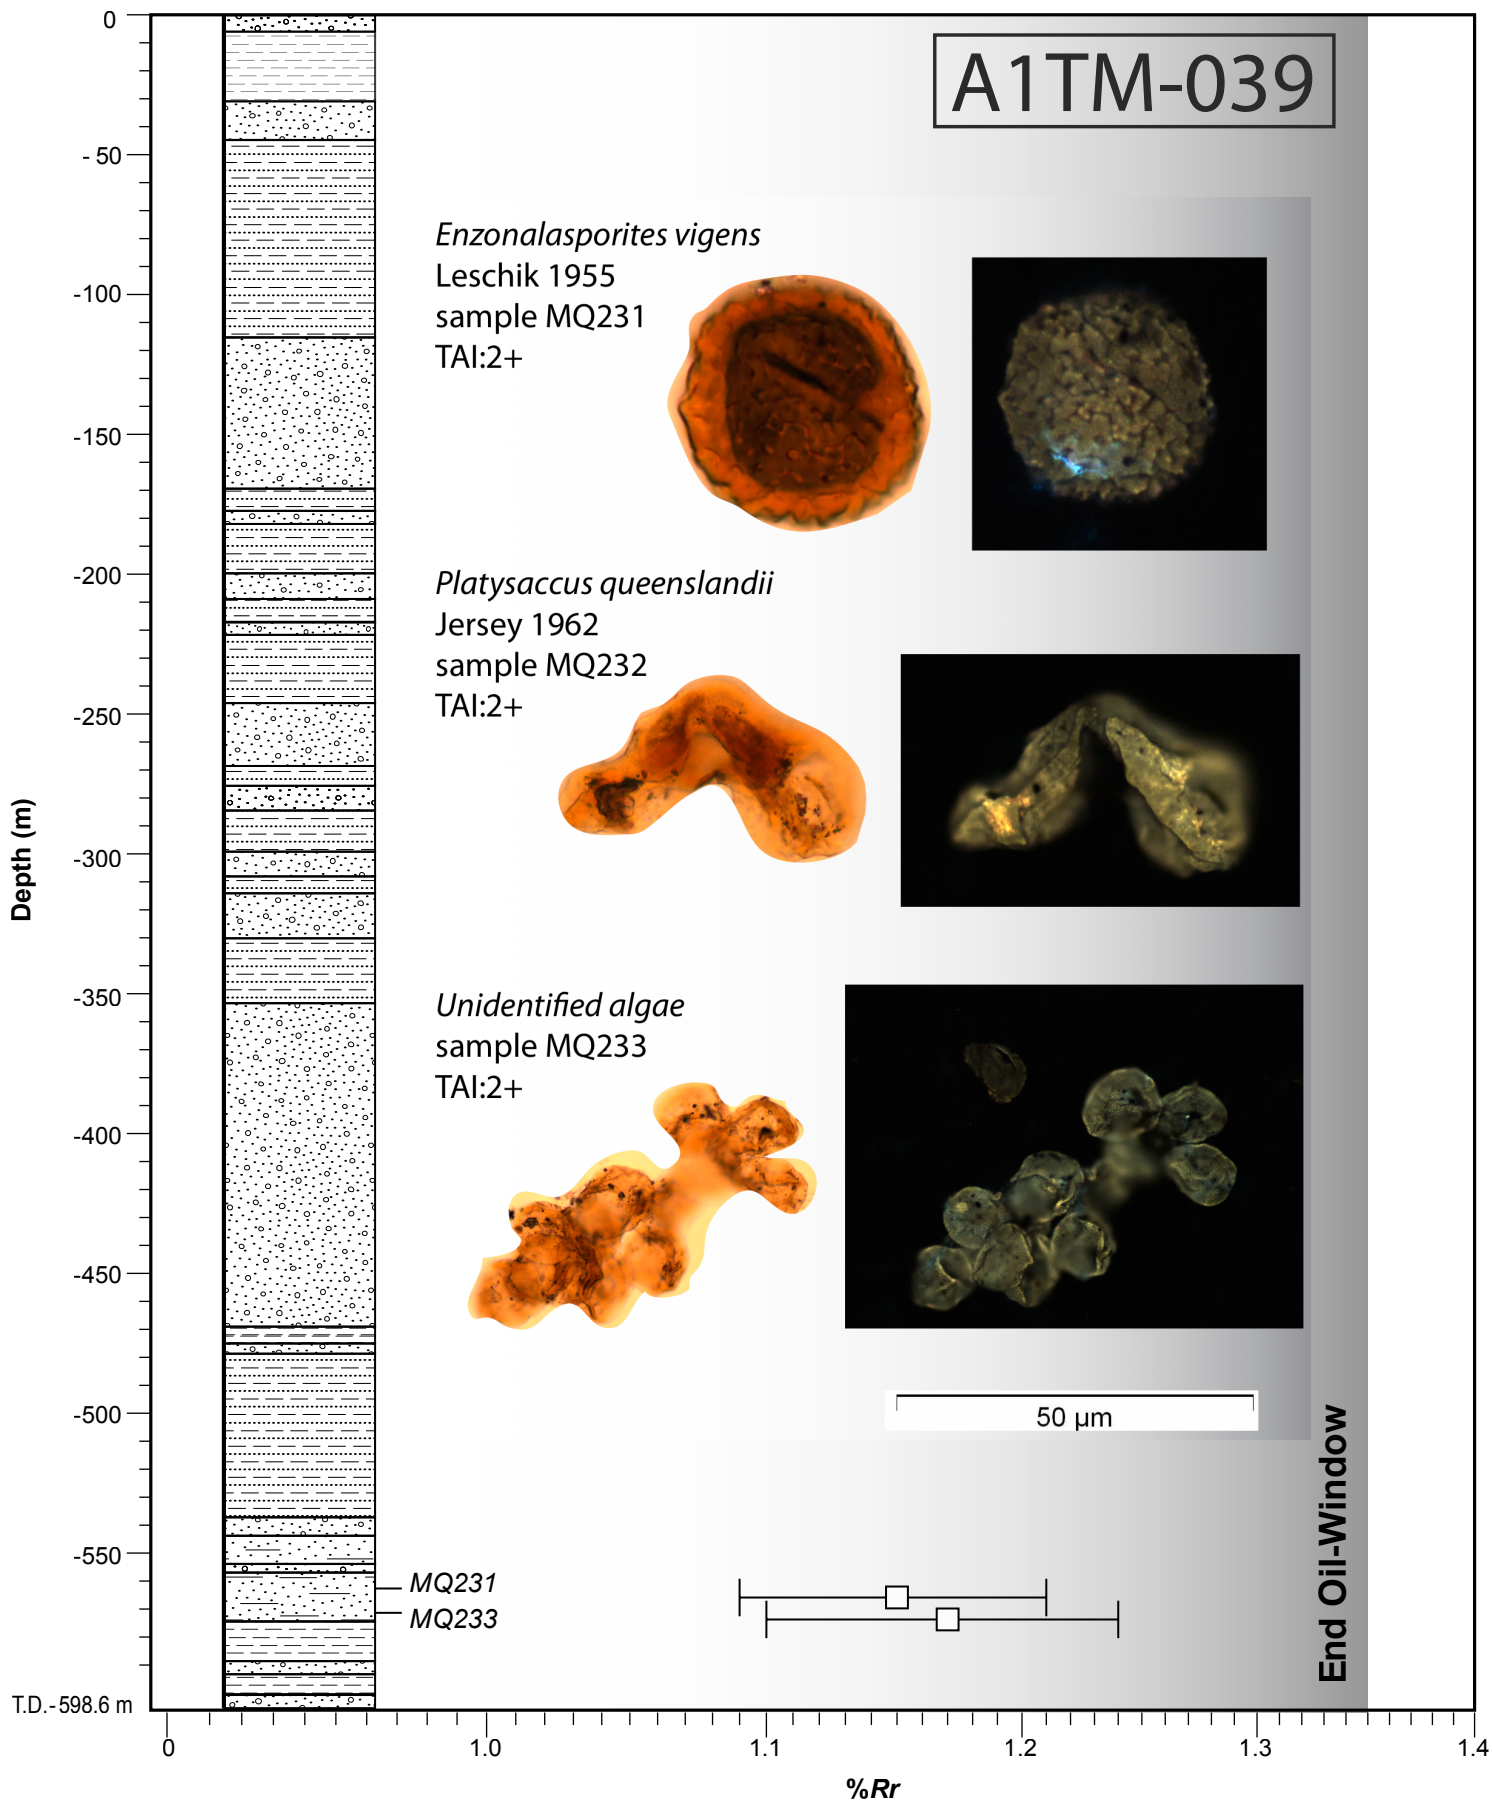 A1TM-039
0
- 50
-100
-150
-200
-250
-300
-350
-400
-450
-500
-550
T.D.-598.6 m
Depth (m)
Enzonalasporites vigens
Leschik 1955
sample MQ231
TAI:2+
Platysaccus queenslandii
Jersey 1962
sample MQ232
TAI:2+
Unidentified algae
sample MQ233
TAI:2+
50 µm
End Oil-Window
MQ231
MQ233
0 1.0 1.1 1.2 1.3 1.4
%Rr